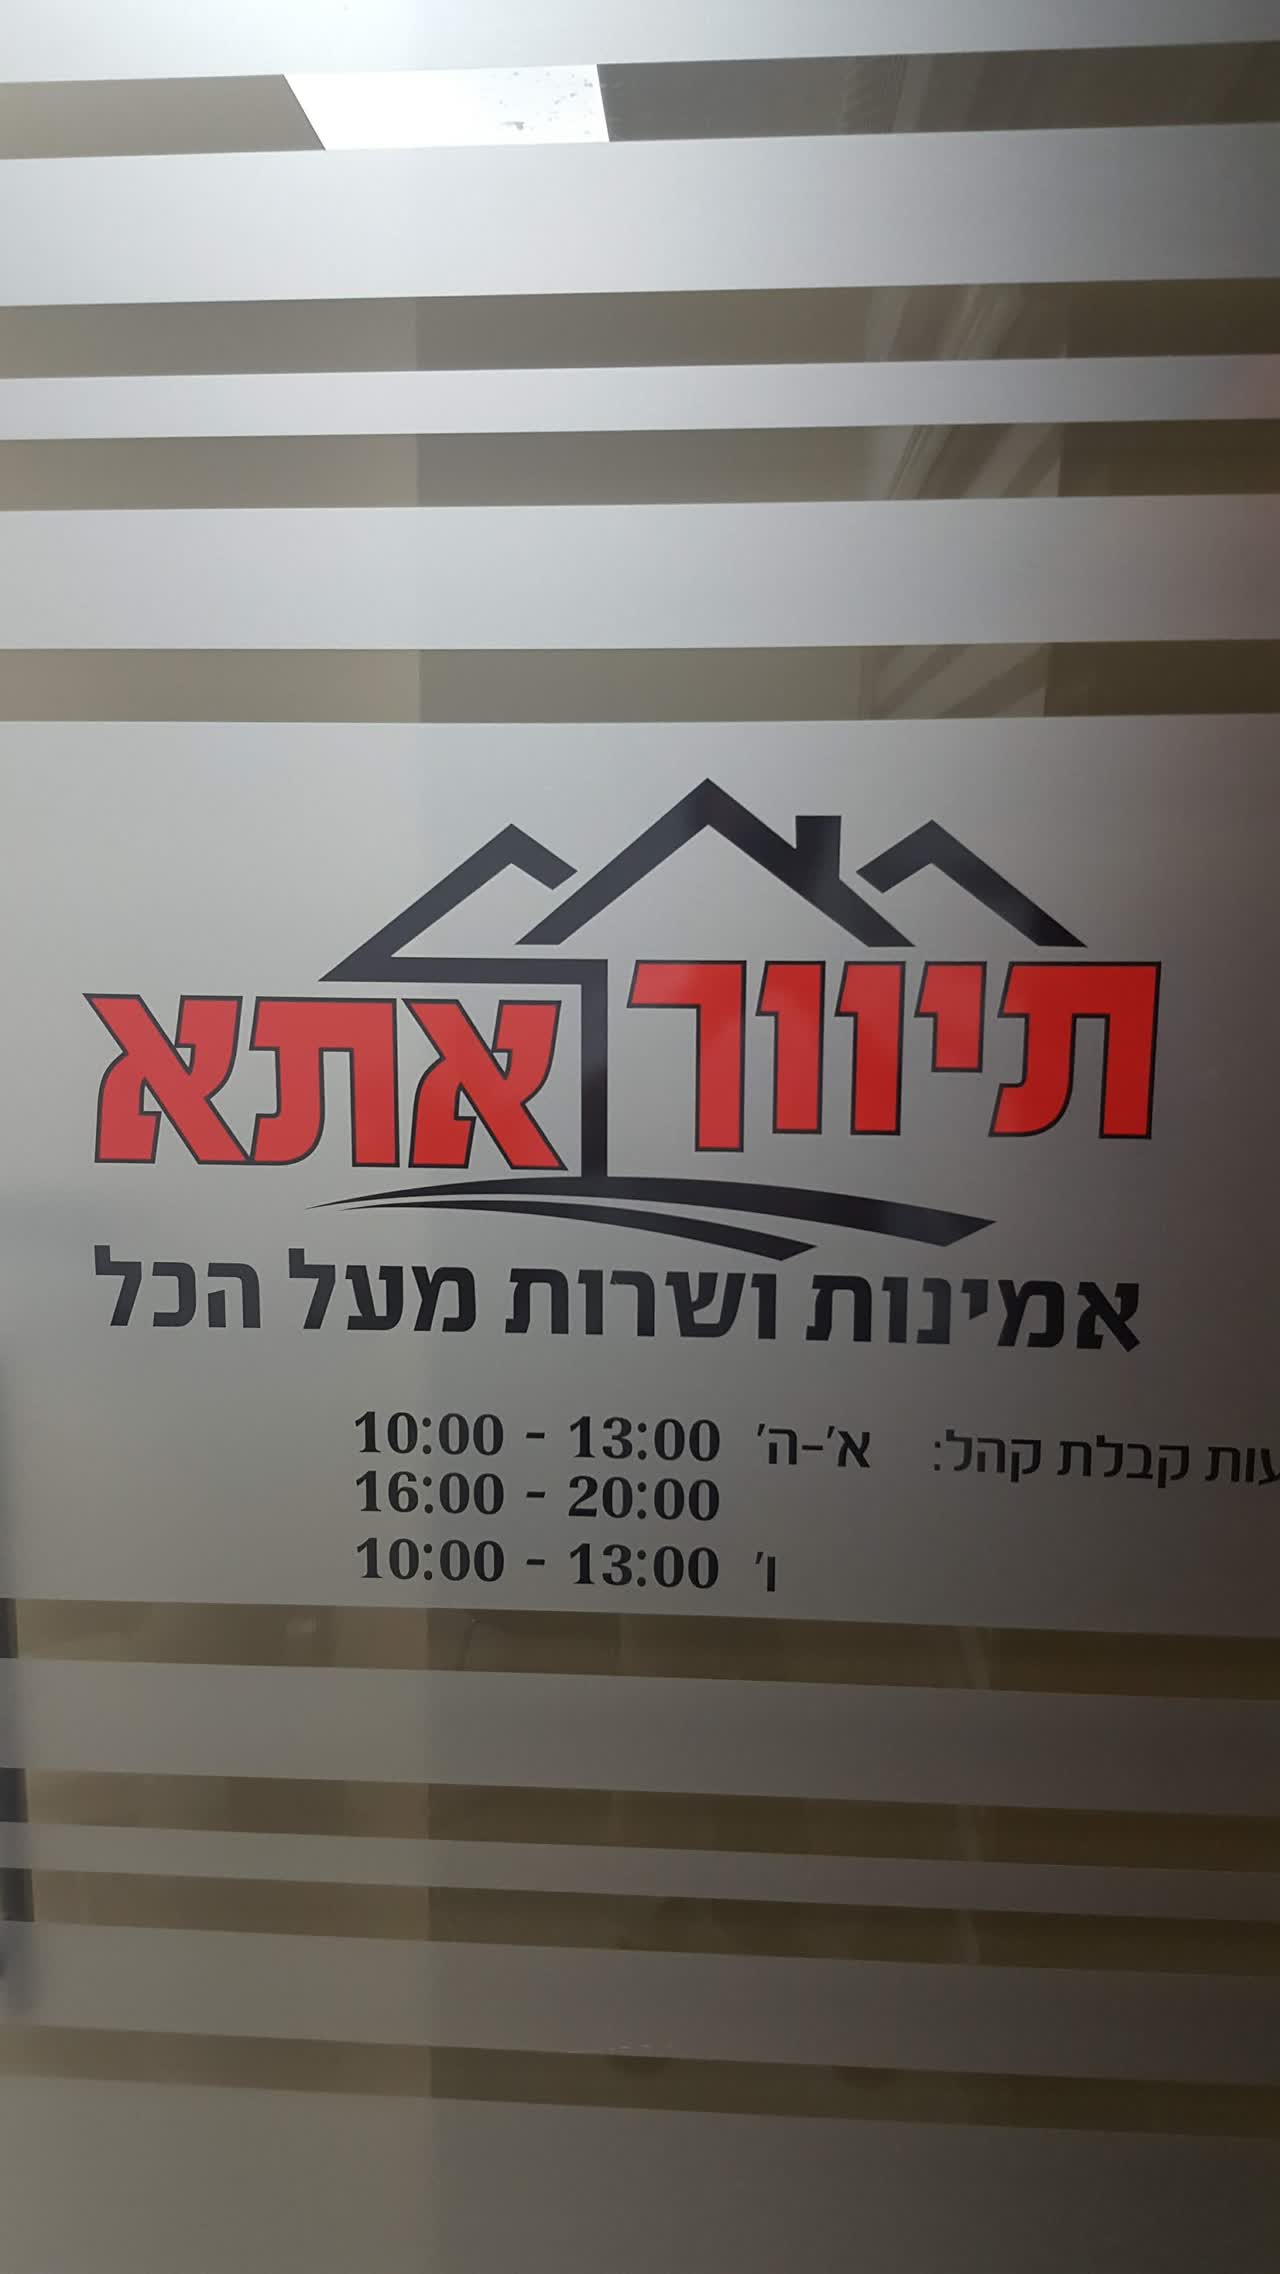 תיווך אתא
אמינות ושרות מעל הכל
עות קבלת קהל: א'-ה' 10:00 - 13:00
16:00 - 20:00
ו' 10:00 - 13:00